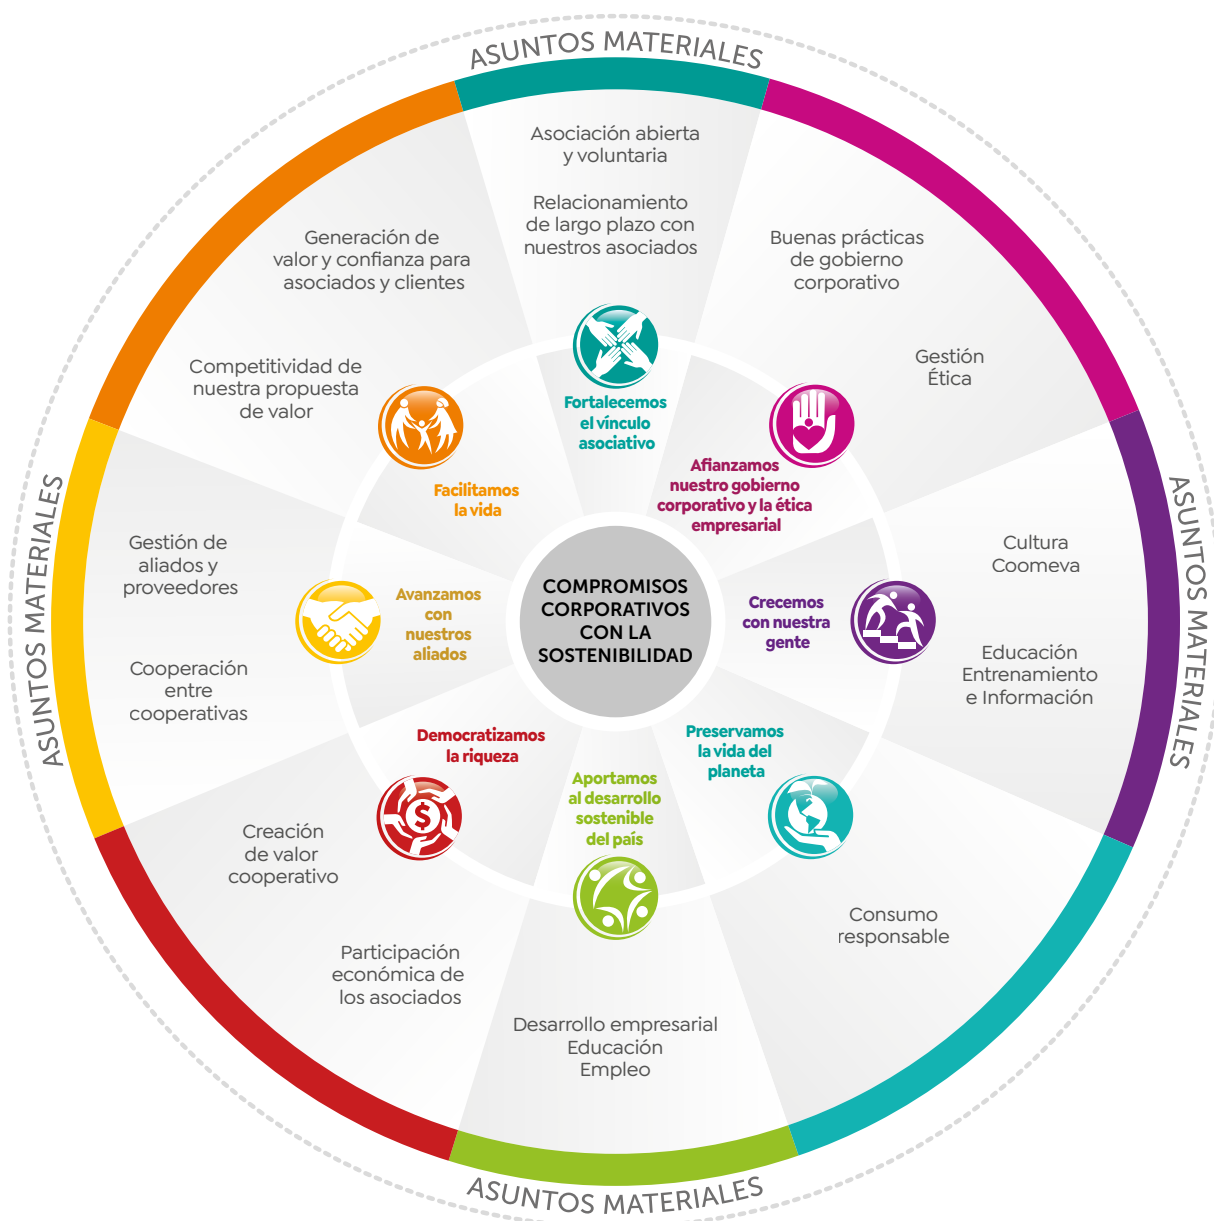 ASUNTOS MATERIALES
Asociación abierta
y voluntaria
Relacionamiento
de largo plazo con
nuestros asociados
Fortalecemos
el vínculo
asociativo
Buenas prácticas
de gobierno
corporativo
Gestión
Ética
Afianzamos
nuestro gobierno
corporativo y la ética
empresarial
ASUNTOS MATERIALES
Cultura
Coomeva
Educación
Entrenamiento
e Información
Crecemos
con nuestra
gente
Consumo
responsable
Preservamos
la vida del
planeta
ASUNTOS MATERIALES
Desarrollo empresarial
Educación
Empleo
Aportamos
al desarrollo
sostenible
del país
Creación
de valor
cooperativo
Participación
económica de
los asociados
Democratizamos
la riqueza
$
ASUNTOS MATERIALES
Gestión de
aliados y
proveedores
Cooperación
entre
cooperativas
Avanzamos
con
nuestros
aliados
Generación de
valor y confianza para
asociados y clientes
Competitividad de
nuestra propuesta
de valor
Facilitamos
la vida
COMPROMISOS
CORPORATIVOS
CON LA
SOSTENIBILIDAD